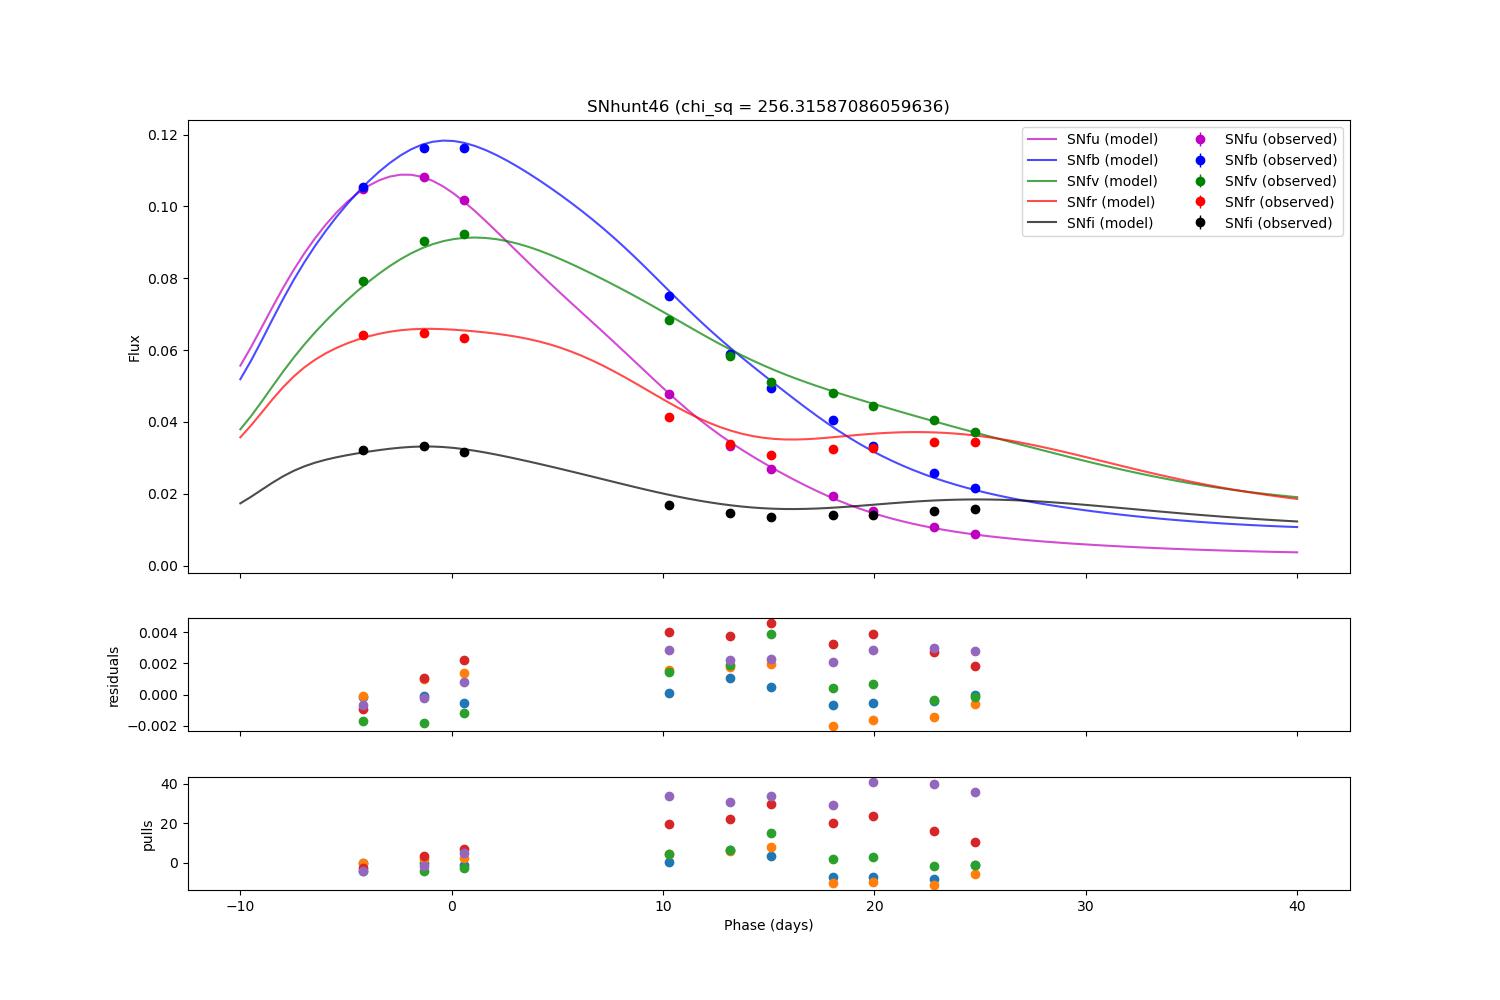 SNhunt46 (chi_sq = 256.31587086059636)
SNfu (model) SNfu (observed)
SNfb (model) SNfb (observed)
SNfv (model) SNfv (observed)
SNfr (model) SNfr (observed)
SNfi (model) SNfi (observed)
Flux
0.12
0.10
0.08
0.06
0.04
0.02
0.00
residuals
0.004
0.002
0.000
−0.002
pulls
40
20
0
−10 0 10 20 30 40
Phase (days)